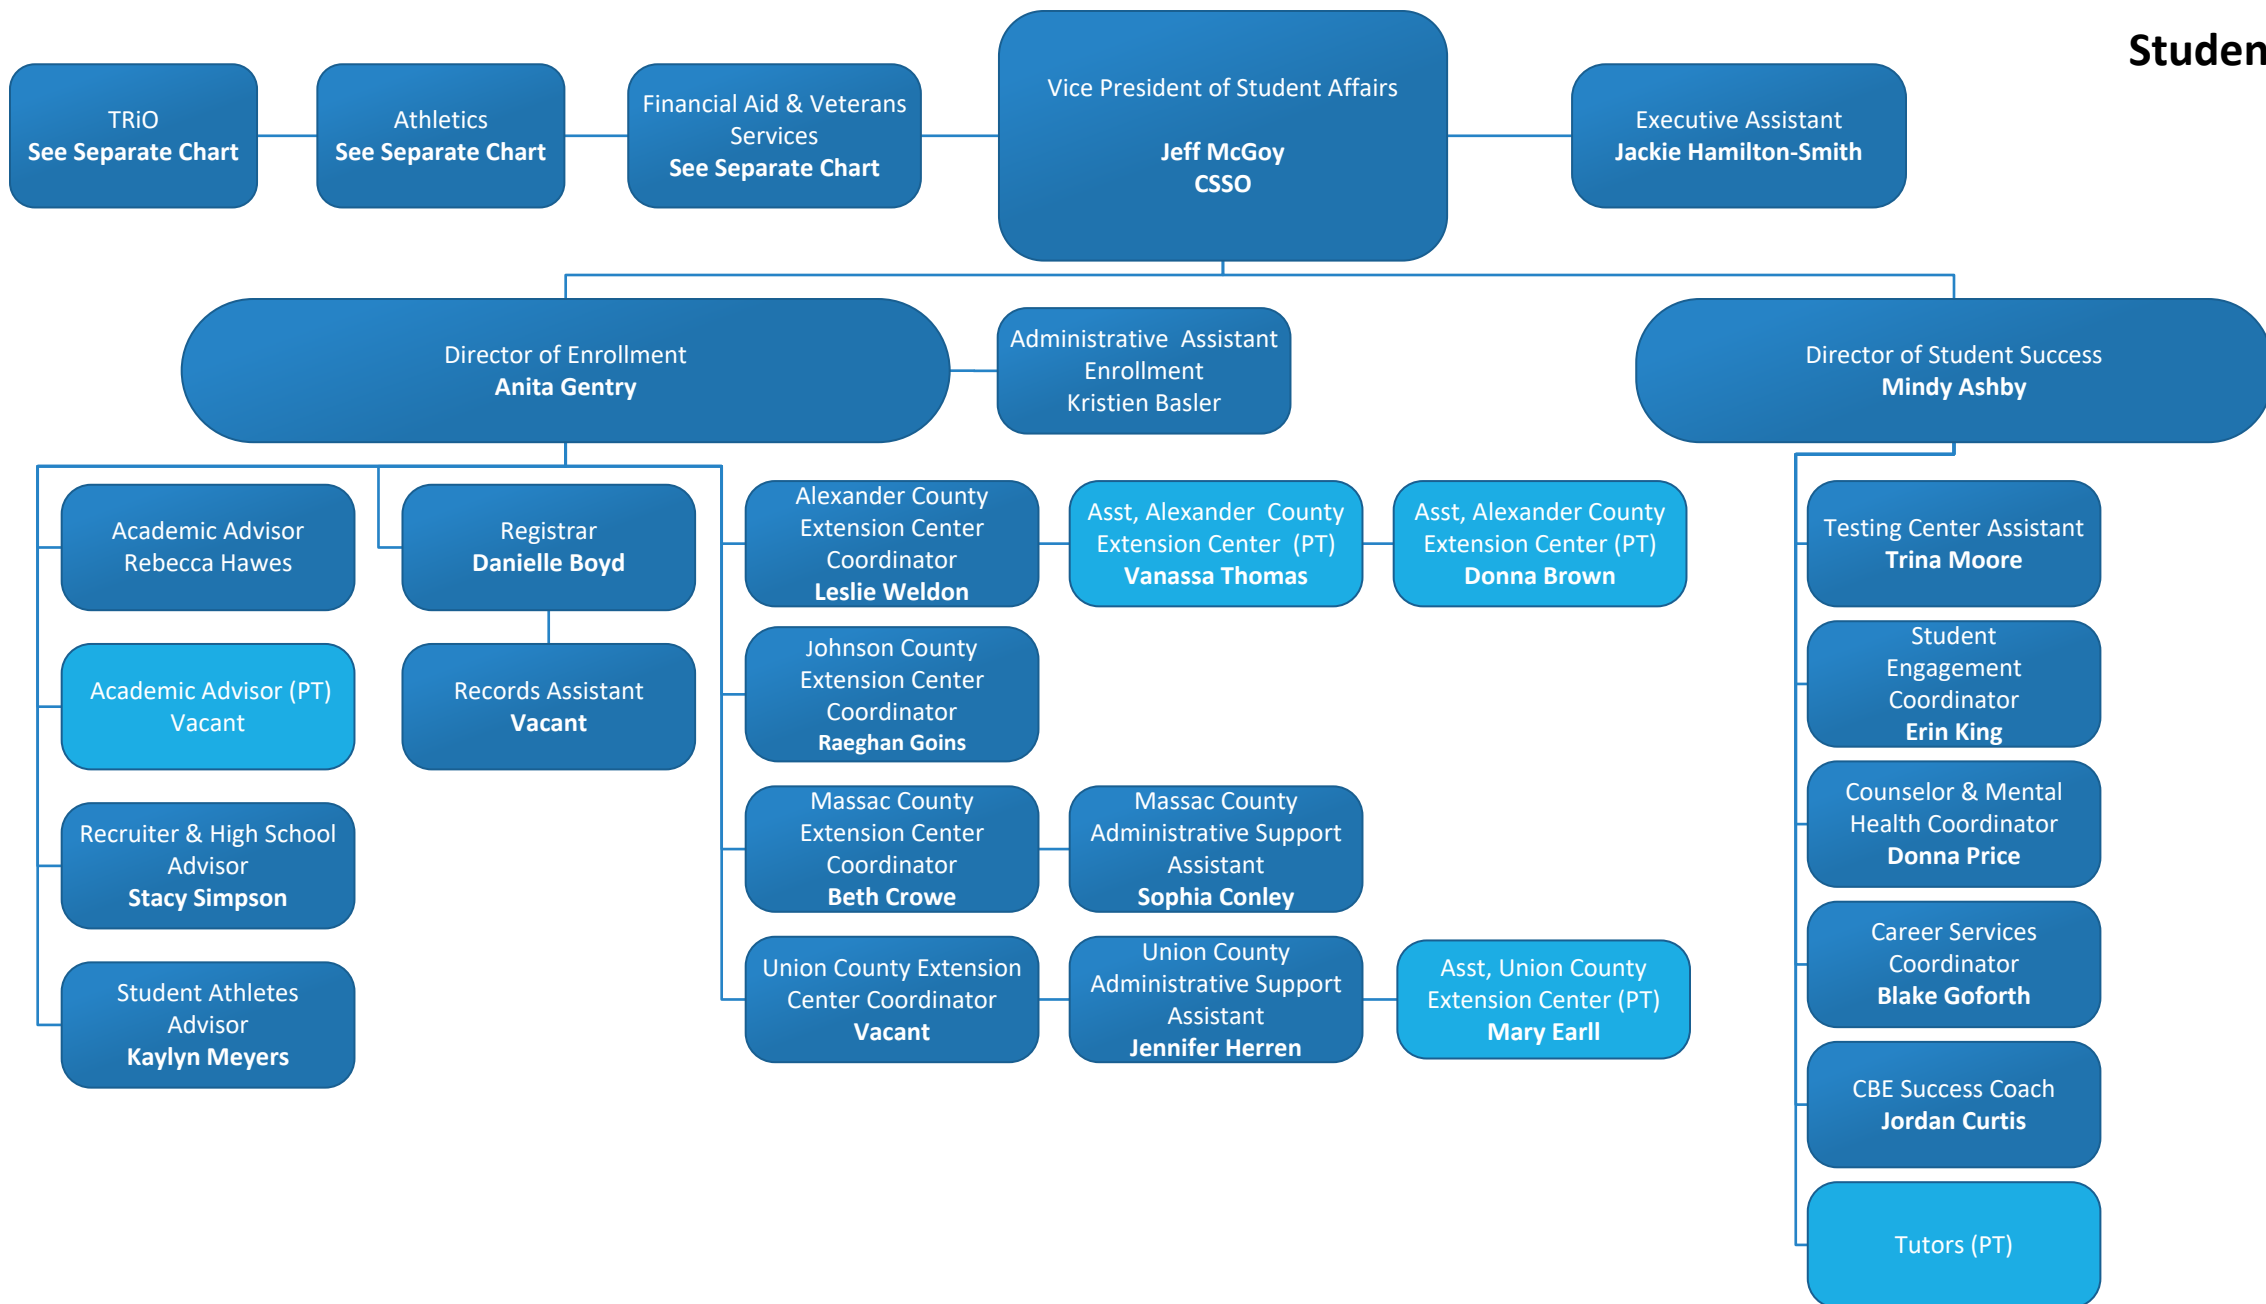 Studen
TRiO
See Separate Chart
Athletics
See Separate Chart
Financial Aid & Veterans
Services
See Separate Chart
Vice President of Student Affairs
Jeff McGoy
CSSO
Executive Assistant
Jackie Hamilton-Smith
Director of Enrollment
Anita Gentry
Administrative  Assistant
Enrollment
Kristien Basler
Director of Student Success
Mindy Ashby
Academic Advisor
Rebecca Hawes
Academic Advisor (PT)
Vacant
Recruiter & High School
Advisor
Stacy Simpson
Student Athletes
Advisor
Kaylyn Meyers
Registrar
Danielle Boyd
Records Assistant
Vacant
Alexander County
Extension Center
Coordinator
Leslie Weldon
Asst, Alexander  County
Extension Center  (PT)
Vanassa Thomas
Asst, Alexander County
Extension Center (PT)
Donna Brown
Johnson County
Extension Center
Coordinator
Raeghan Goins
Massac County
Extension Center
Coordinator
Beth Crowe
Massac County
Administrative Support
Assistant
Sophia Conley
Union County Extension
Center Coordinator
Vacant
Union County
Administrative Support
Assistant
Jennifer Herren
Asst, Union County
Extension Center (PT)
Mary Earll
Testing Center Assistant
Trina Moore
Student
Engagement
Coordinator
Erin King
Counselor & Mental
Health Coordinator
Donna Price
Career Services
Coordinator
Blake Goforth
CBE Success Coach
Jordan Curtis
Tutors (PT)